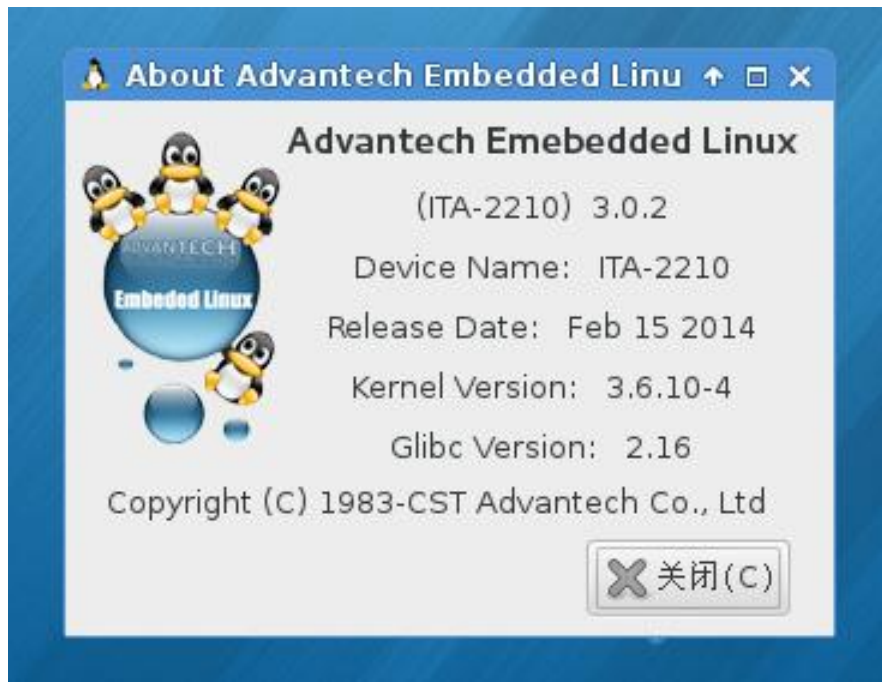 About Advantech Embedded Linu
Advantech Emebedded Linux
(ITA-2210) 3.0.2
Device Name: ITA-2210
Release Date: Feb 15 2014
Kernel Version: 3.6.10-4
Glibc Version: 2.16
Copyright (C) 1983-CST Advantech Co., Ltd
ADVANTECH
Embeded Linux
关闭(C)